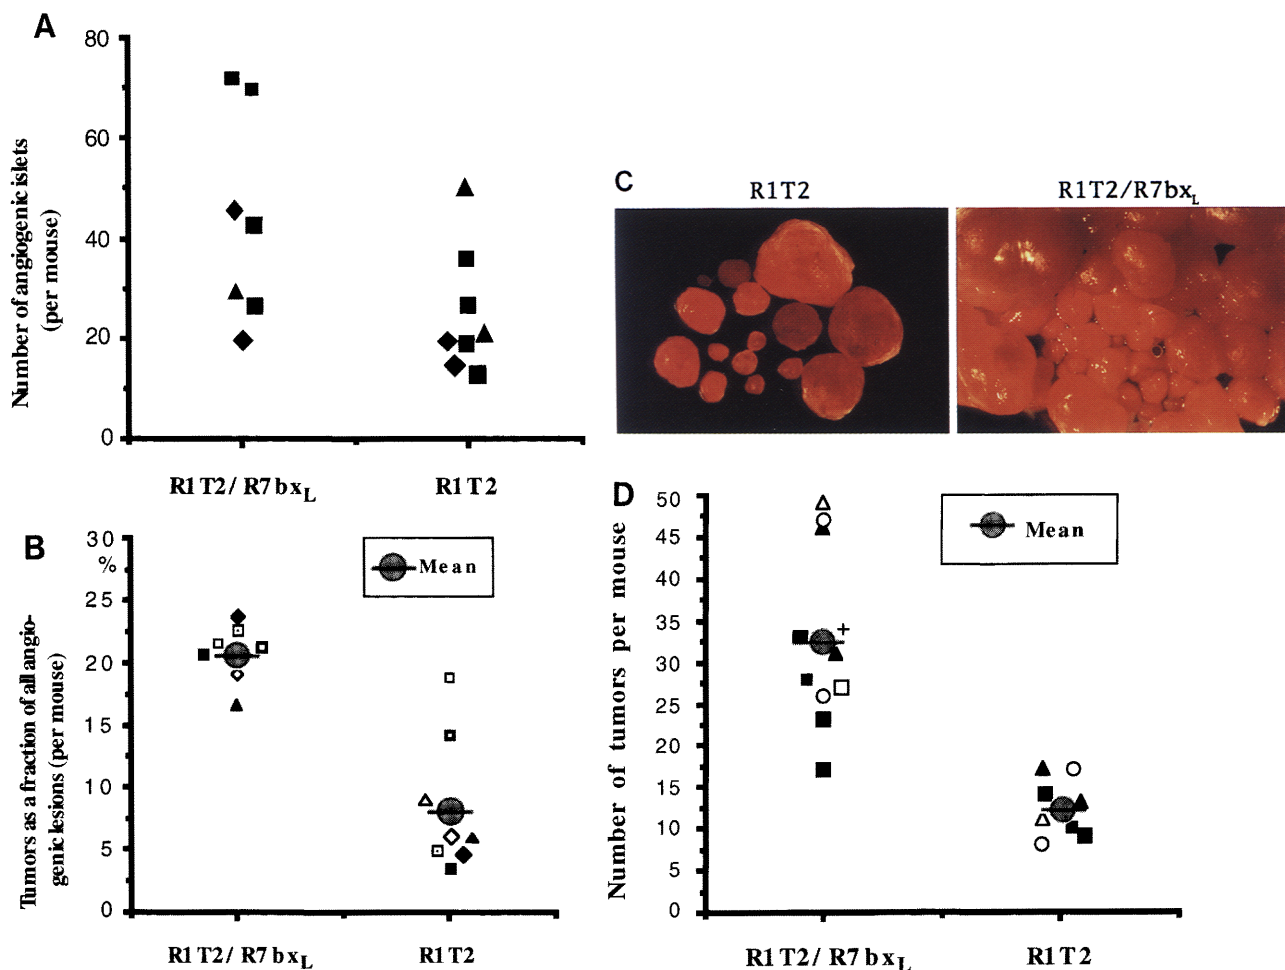 A
80
60
40
20
0
Number of angiogenic islets
(per mouse)
R1T2/ R7bxL
R1T2
B
30
%
25
20
15
10
5
0
Tumors as a fraction of all angio-
genic lesions (per mouse)
Mean
R1T2/ R7bxL
R1T2
C
R1T2
R1T2/R7bxL
D
50
45
40
35
30
25
20
15
10
5
0
Number of tumors per mouse
Mean
R1T2/ R7bxL
R1T2